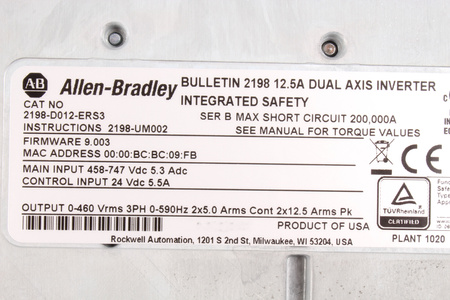 AB Allen-Bradley
BULLETIN 2198 12.5A DUAL AXIS INVERTER
INTEGRATED SAFETY
CAT NO
2198-D012-ERS3
SER B MAX SHORT CIRCUIT 200,000A
INSTRUCTIONS 2198-UM002
SEE MANUAL FOR TORQUE VALUES
FIRMWARE 9.003
MAC ADDRESS 00:00:BC:BC:09:FB
MAIN INPUT 458-747 Vdc 5.3 Adc
CONTROL INPUT 24 Vdc 5.5A
CE
OUTPUT 0-460 Vrms 3PH 0-590Hz 2x5.0 Arms Cont 2x12.5 Arms Pk
TÜVRheinland
CERTIFIED
PRODUCT OF USA
PLANT 1020
Rockwell Automation, 1201 S 2nd St, Milwaukee, WI 53204, USA